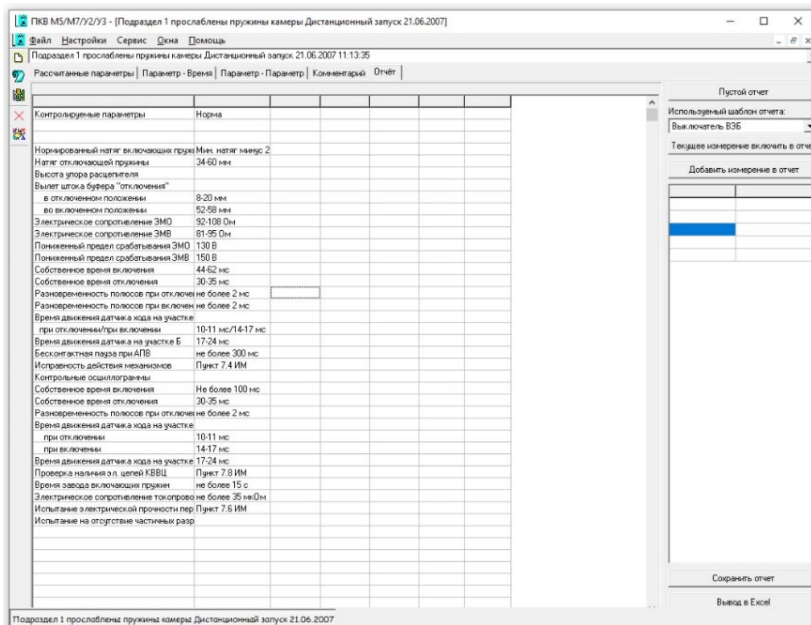 ПКВ М5/М7/У2/У3 - [Подраздел 1 прослаблены пружины камеры Дистанционный запуск 21.06.2007]
Файл Настройки Сервис Окна Помощь
Подраздел 1 прослаблены пружины камеры Дистанционный запуск 21.06.2007 11:13:35
Рассчитанные параметры Параметр - Время Параметр - Параметр Комментарий Отчёт
Контролируемые параметры Норма
Нормированный натяг включающих пруж Мин. натяг минус 2
Натяг отключающей пружины 34-60 мм
Высота упора расцепителя
Вылет штока буфера "отключения"
в отключенном положении 8-20 мм
во включенном положении 52-58 мм
Электрическое сопротивление ЭМО 92-108 Ом
Электрическое сопротивление ЭМВ 81-95 Ом
Пониженный предел срабатывания ЭМО 130 В
Пониженный предел срабатывания ЭМВ 150 В
Собственное время включения 44-62 мс
Собственное время отключения 30-35 мс
Разновременность полюсов при отключе не более 2 мс
Разновременность полюсов при включен не более 2 мс
Время движения датчика хода на участке
при отключении/при включении 10-11 мс/14-17 мс
Время движения датчика на участке Б 17-24 мс
Бесконтактная пауза при АПВ не более 300 мс
Исправность действия механизмов Пункт 7.4 ИМ
Контрольные осциллограммы
Собственное время включения Не более 100 мс
Собственное время отключения 30-35 мс
Разновременность полюсов при отключе не более 2 мс
Время движения датчика хода на участке
при отключении 10-11 мс
при включении 14-17 мс
Время движения датчика хода на участке 17-24 мс
Проверка наличия эл. цепей КВВЦ Пункт 7.8 ИМ
Время завода включающих пружин не более 15 с
Электрическое сопротивление токопрово не более 35 мкОм
Испытание электрической прочности пер Пункт 7.6 ИМ
Испытание на отсутствие частичных разр
Пустой отчет
Используемый шаблон отчета:
Выключатель ВЭБ
Текущее измерение включить в отче
Добавить измерение в отчет
Сохранить отчет
Вывод в Excel
Подраздел 1 прослаблены пружины камеры Дистанционный запуск 21.06.2007